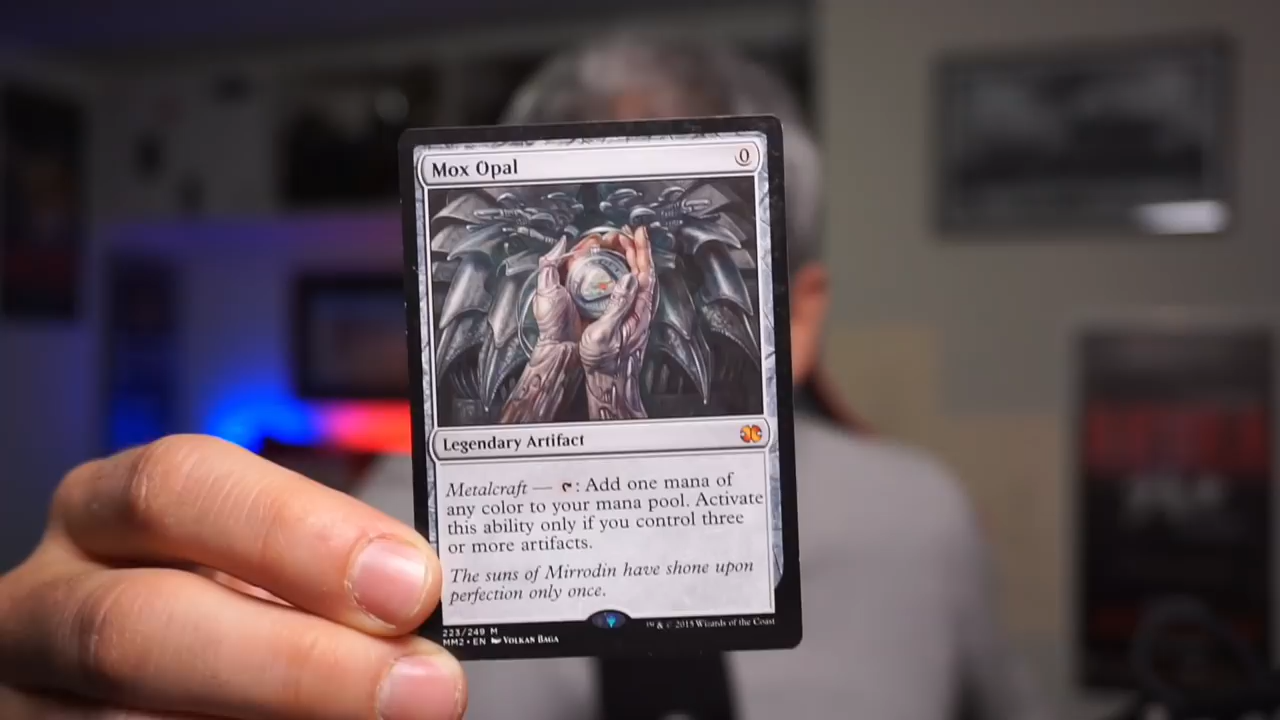 Mox Opal 0
Legendary Artifact
Metalcraft — : Add one mana of
any color to your mana pool. Activate
this ability only if you control three
or more artifacts.
The suns of Mirrodin have shone upon
perfection only once.
223/249 M
MM2 • EN VOLKAN BAGA
™ & © 2015 Wizards of the Coast